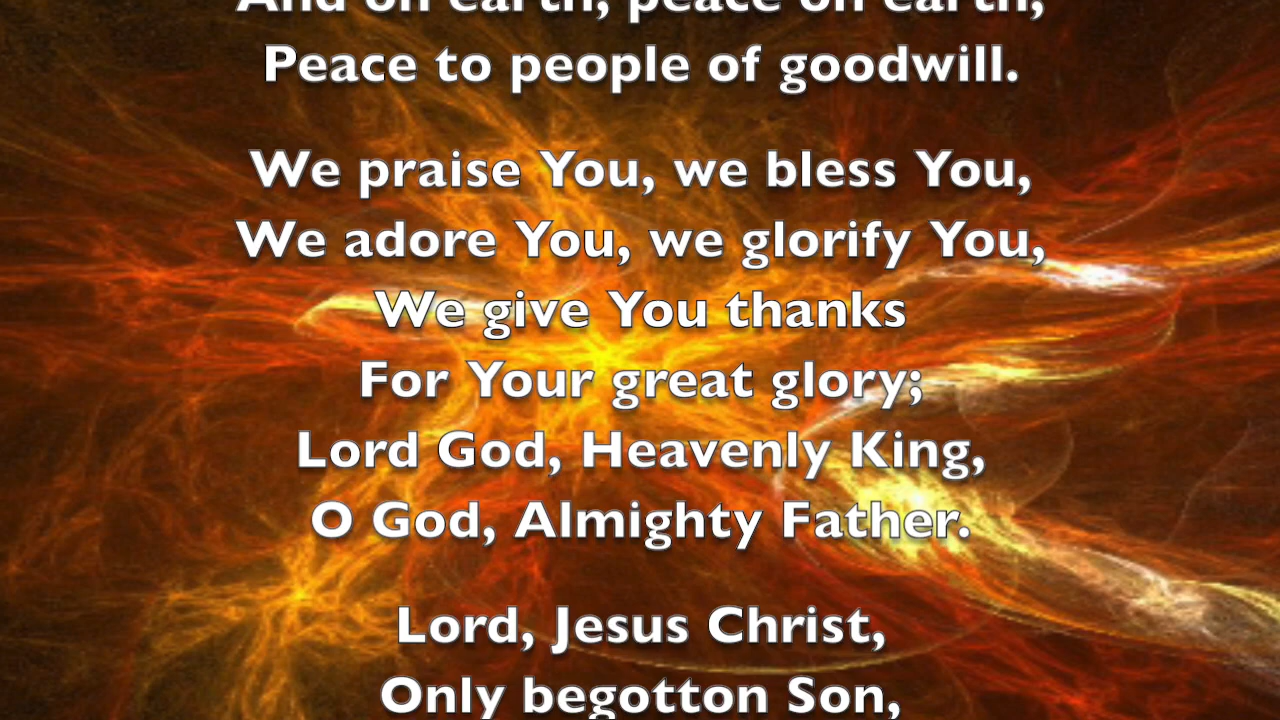 And on earth, peace on earth,
Peace to people of goodwill.
We praise You, we bless You,
We adore You, we glorify You,
We give You thanks
For Your great glory;
Lord God, Heavenly King,
O God, Almighty Father.
Lord, Jesus Christ,
Only begotton Son,